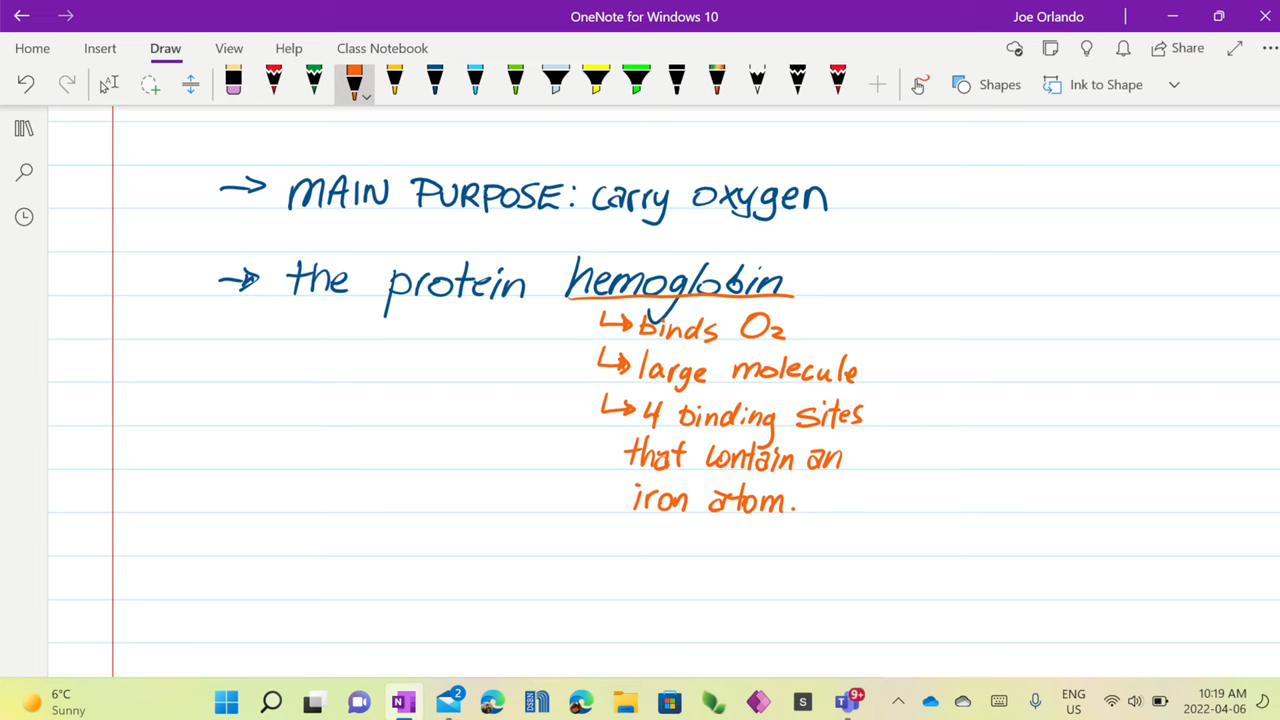 OneNote for Windows 10
Joe Orlando
Home Insert Draw View Help Class Notebook
Share
Shapes
Ink to Shape
→ MAIN PURPOSE: carry oxygen
→ the protein hemoglobin
↳ binds O₂
↳ large molecule
↳ 4 binding sites
that contain an
iron atom.
6°C
Sunny
2
9+
ENG
US
10:19 AM
2022-04-06